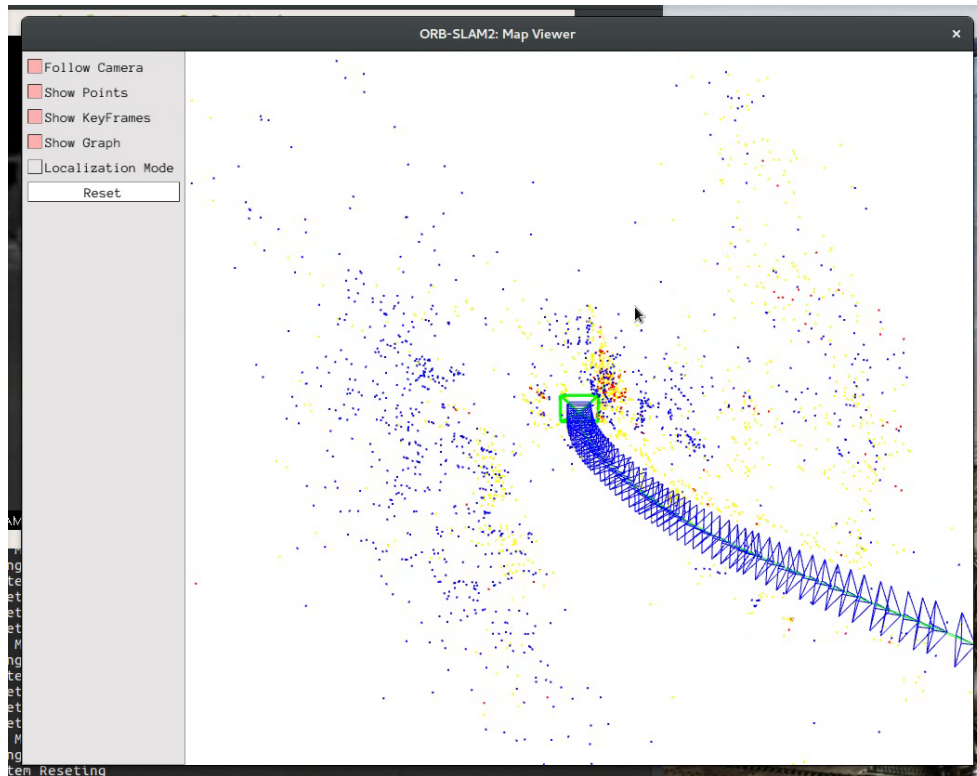 ORB-SLAM2: Map Viewer
Follow Camera
Show Points
Show KeyFrames
Show Graph
Localization Mode
Reset
tem Reseting